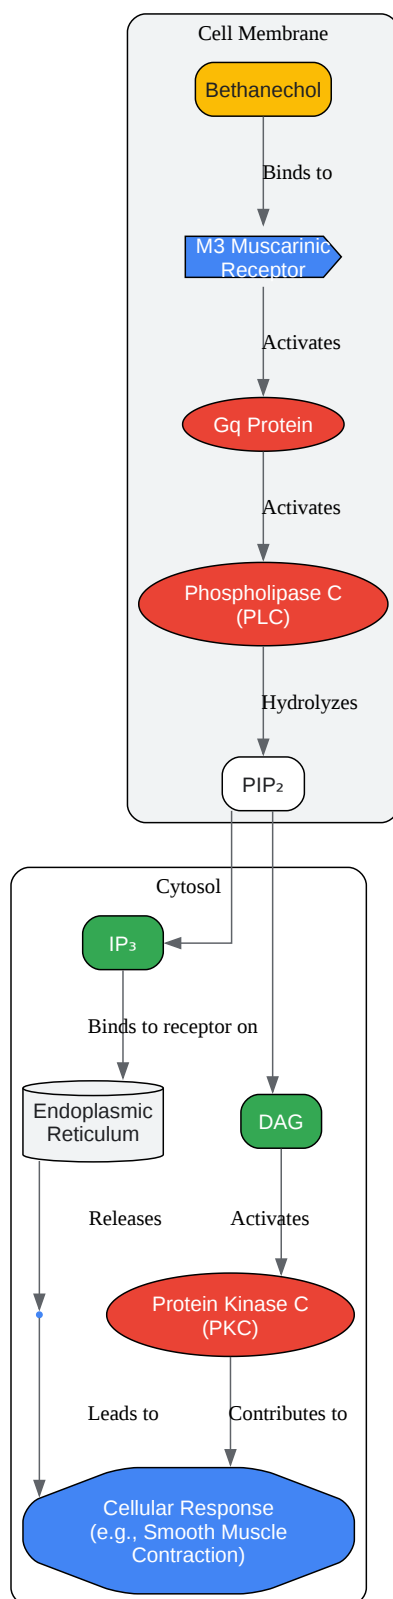 Cell Membrane
Bethanechol
Binds to
M3 Muscarinic
Receptor
Activates
Gq Protein
Activates
Phospholipase C
(PLC)
Hydrolyzes
PIP₂
Cytosol
IP₃
Binds to receptor on
Endoplasmic
Reticulum
DAG
Releases
Activates
Protein Kinase C
(PKC)
Leads to
Contributes to
Cellular Response
(e.g., Smooth Muscle
Contraction)